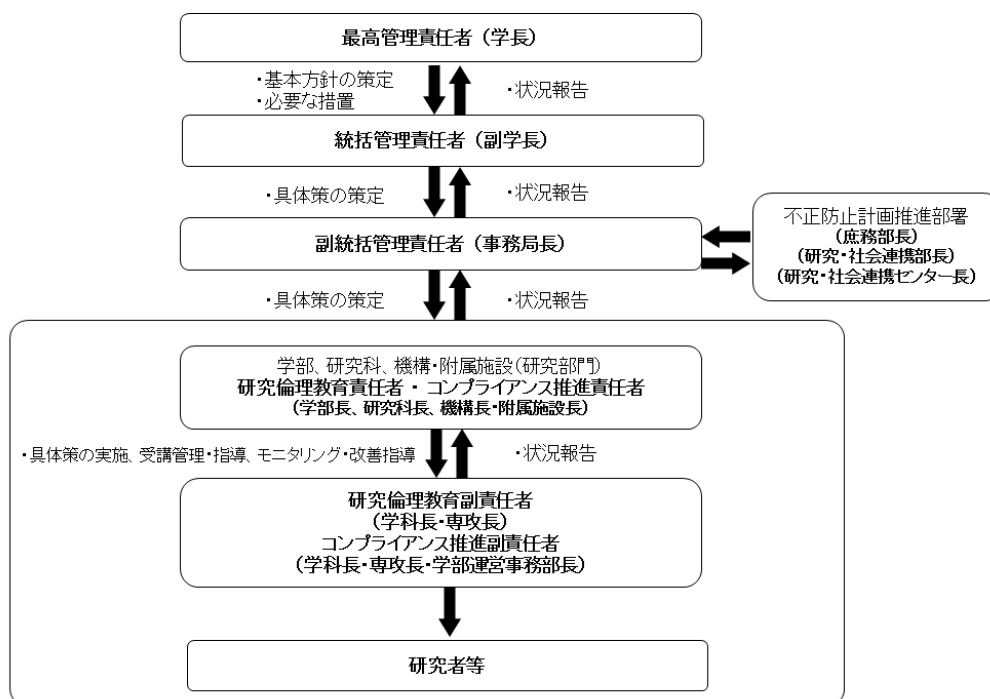 最高管理責任者（学長）
・基本方針の策定
・必要な措置
・状況報告
統括管理責任者（副学長）
・具体策の策定
・状況報告
副統括管理責任者（事務局長）
不正防止計画推進部署
(庶務部長)
(研究・社会連携部長)
(研究・社会連携センター長)
・具体策の策定
・状況報告
学部、研究科、機構・附属施設(研究部門)
研究倫理教育責任者・コンプライアンス推進責任者
(学部長、研究科長、機構長・附属施設長)
・具体策の実施、受講管理・指導、モニタリング・改善指導
・状況報告
研究倫理教育副責任者
(学科長・専攻長)
コンプライアンス推進副責任者
(学科長・専攻長・学部運営事務部長)
研究者等